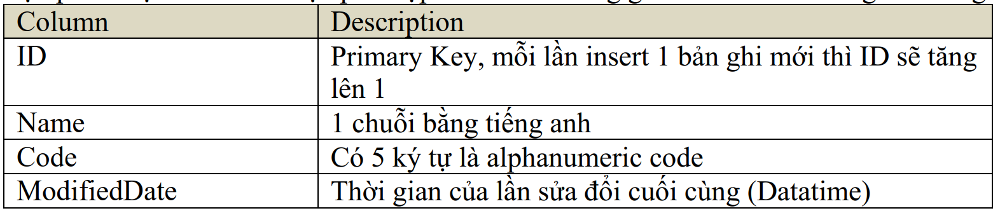 Column Description
ID Primary Key, mỗi lần insert 1 bản ghi mới thì ID sẽ tăng
lên 1
Name 1 chuỗi bằng tiếng anh
Code Có 5 ký tự là alphanumeric code
ModifiedDate Thời gian của lần sửa đổi cuối cùng (Datatime)